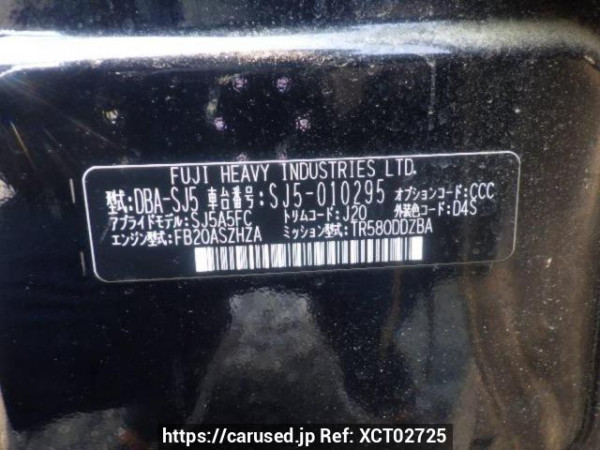 FUJI HEAVY INDUSTRIES LTD.
型式:DBA-SJ5 車台番号:SJ5-010295 オプションコード:CCC
アプライドモデル:SJ5A5FC トリムコード:J20 外装色コード:D4S
エンジン型式:FB20ASZHZA ミッション型式:TR580DDZBA
https://carused.jp Ref: XCT02725